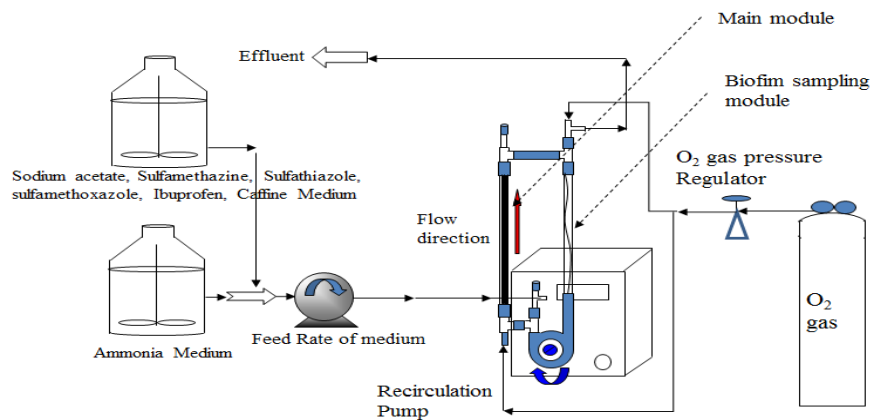 Main module
Effluent
Biofim sampling
module
O2 gas pressure
Regulator
Sodium acetate, Sulfamethazine, Sulfathiazole,
sulfamethoxazole, Ibuprofen, Caffine Medium
Flow
direction
O2
gas
Feed Rate of medium
Ammonia Medium
Recirculation
Pump